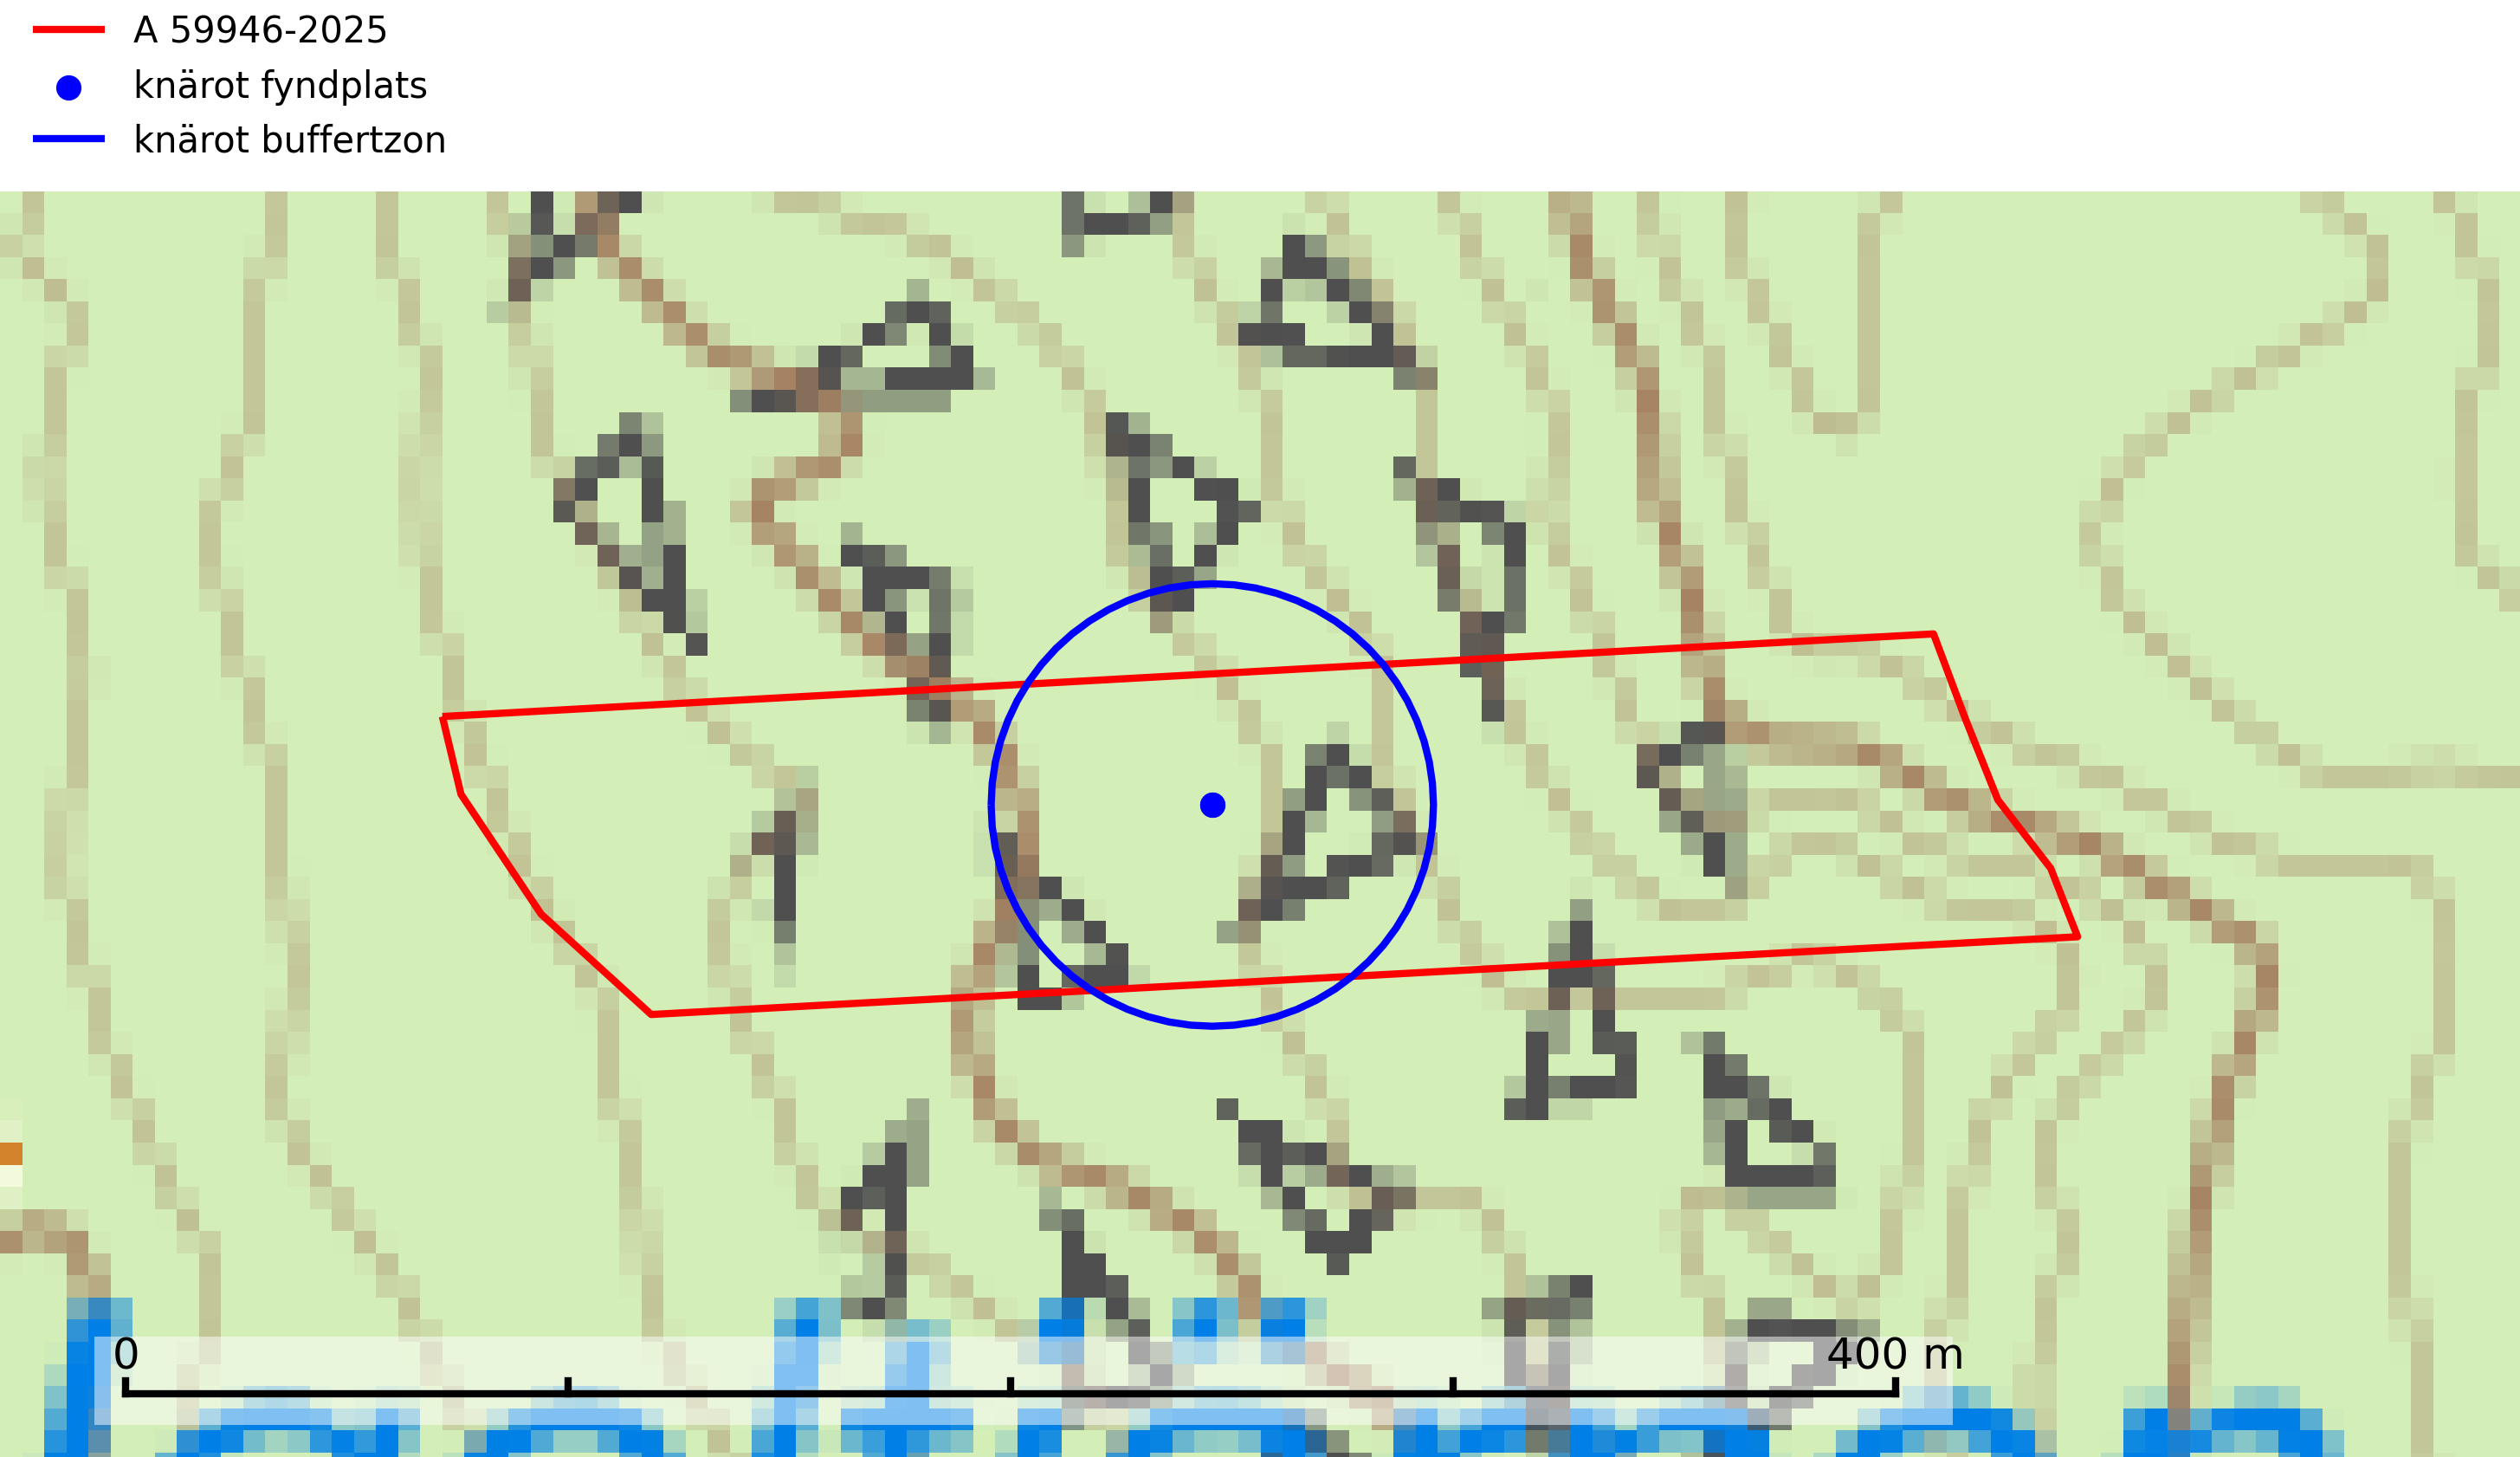 A 59946-2025
knärot fyndplats
knärot buffertzon
0
400 m